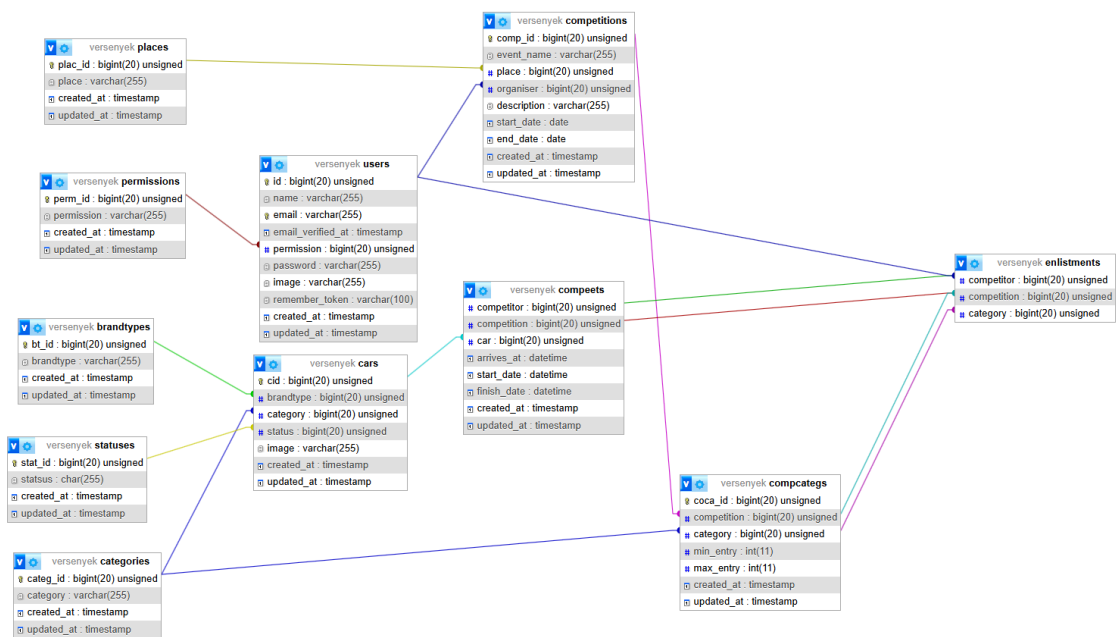 versenyek places
plac_id : bigint(20) unsigned
place : varchar(255)
created_at : timestamp
updated_at : timestamp
versenyek competitions
comp_id : bigint(20) unsigned
event_name : varchar(255)
place : bigint(20) unsigned
organiser : bigint(20) unsigned
description : varchar(255)
start_date : date
end_date : date
created_at : timestamp
updated_at : timestamp
versenyek permissions
perm_id : bigint(20) unsigned
permission : varchar(255)
created_at : timestamp
updated_at : timestamp
versenyek users
id : bigint(20) unsigned
name : varchar(255)
email : varchar(255)
email_verified_at : timestamp
permission : bigint(20) unsigned
password : varchar(255)
image : varchar(255)
remember_token : varchar(100)
created_at : timestamp
updated_at : timestamp
versenyek enlistments
competitor : bigint(20) unsigned
competition : bigint(20) unsigned
category : bigint(20) unsigned
versenyek compeets
competitor : bigint(20) unsigned
competition : bigint(20) unsigned
car : bigint(20) unsigned
arrives_at : datetime
start_date : datetime
finish_date : datetime
created_at : timestamp
updated_at : timestamp
versenyek brandtypes
bt_id : bigint(20) unsigned
brandtype : varchar(255)
created_at : timestamp
updated_at : timestamp
versenyek cars
cid : bigint(20) unsigned
brandtype : bigint(20) unsigned
category : bigint(20) unsigned
status : bigint(20) unsigned
image : varchar(255)
created_at : timestamp
updated_at : timestamp
versenyek statuses
stat_id : bigint(20) unsigned
statsus : char(255)
created_at : timestamp
updated_at : timestamp
versenyek compcategs
coca_id : bigint(20) unsigned
competition : bigint(20) unsigned
category : bigint(20) unsigned
min_entry : int(11)
max_entry : int(11)
created_at : timestamp
updated_at : timestamp
versenyek categories
categ_id : bigint(20) unsigned
category : varchar(255)
created_at : timestamp
updated_at : timestamp